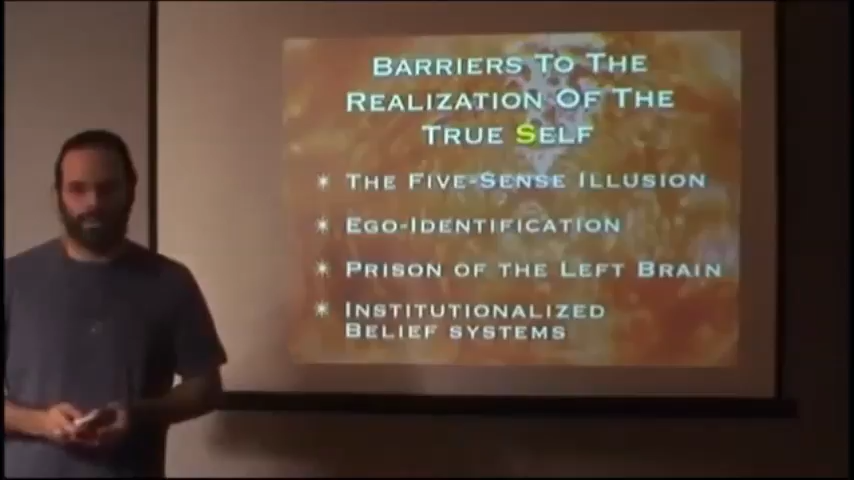 BARRIERS TO THE
REALIZATION OF THE
TRUE SELF
* THE FIVE-SENSE ILLUSION
* EGO-IDENTIFICATION
* PRISON OF THE LEFT BRAIN
* INSTITUTIONALIZED
BELIEF SYSTEMS